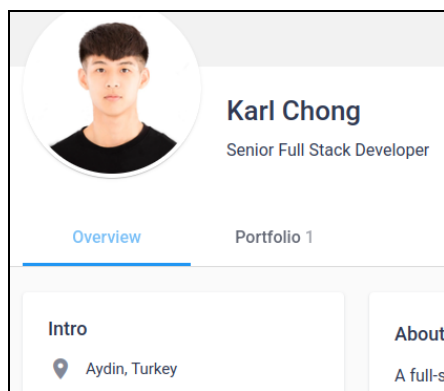 Karl Chong
Senior Full Stack Developer
Overview
Portfolio 1
Intro
Aydin, Turkey
About
A full-s